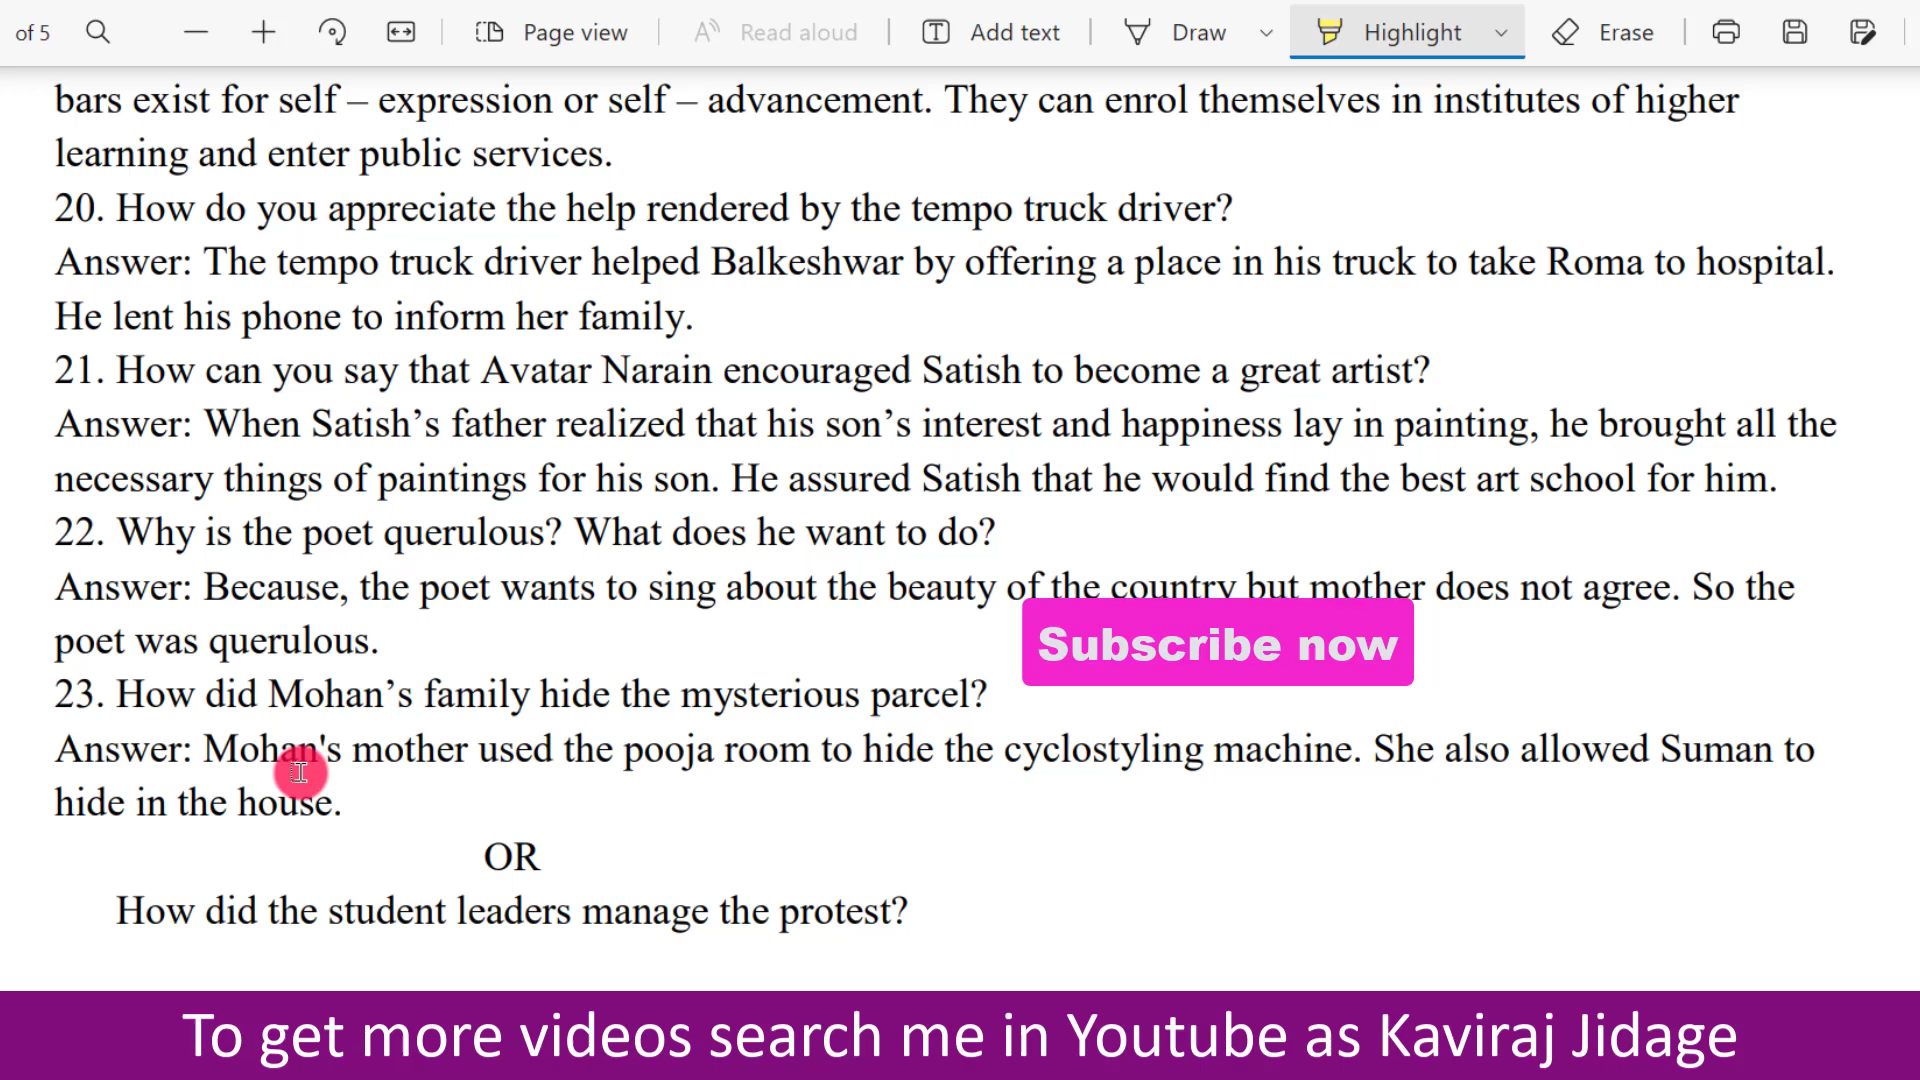 of 5 Page view Read aloud Add text Draw Highlight Erase
bars exist for self – expression or self – advancement. They can enrol themselves in institutes of higher
learning and enter public services.
20. How do you appreciate the help rendered by the tempo truck driver?
Answer: The tempo truck driver helped Balkeshwar by offering a place in his truck to take Roma to hospital.
He lent his phone to inform her family.
21. How can you say that Avatar Narain encouraged Satish to become a great artist?
Answer: When Satish’s father realized that his son’s interest and happiness lay in painting, he brought all the
necessary things of paintings for his son. He assured Satish that he would find the best art school for him.
22. Why is the poet querulous? What does he want to do?
Answer: Because, the poet wants to sing about the beauty of the country but mother does not agree. So the
poet was querulous.
Subscribe now
23. How did Mohan’s family hide the mysterious parcel?
Answer: Mohan's mother used the pooja room to hide the cyclostyling machine. She also allowed Suman to
hide in the house.
OR
How did the student leaders manage the protest?
To get more videos search me in Youtube as Kaviraj Jidage